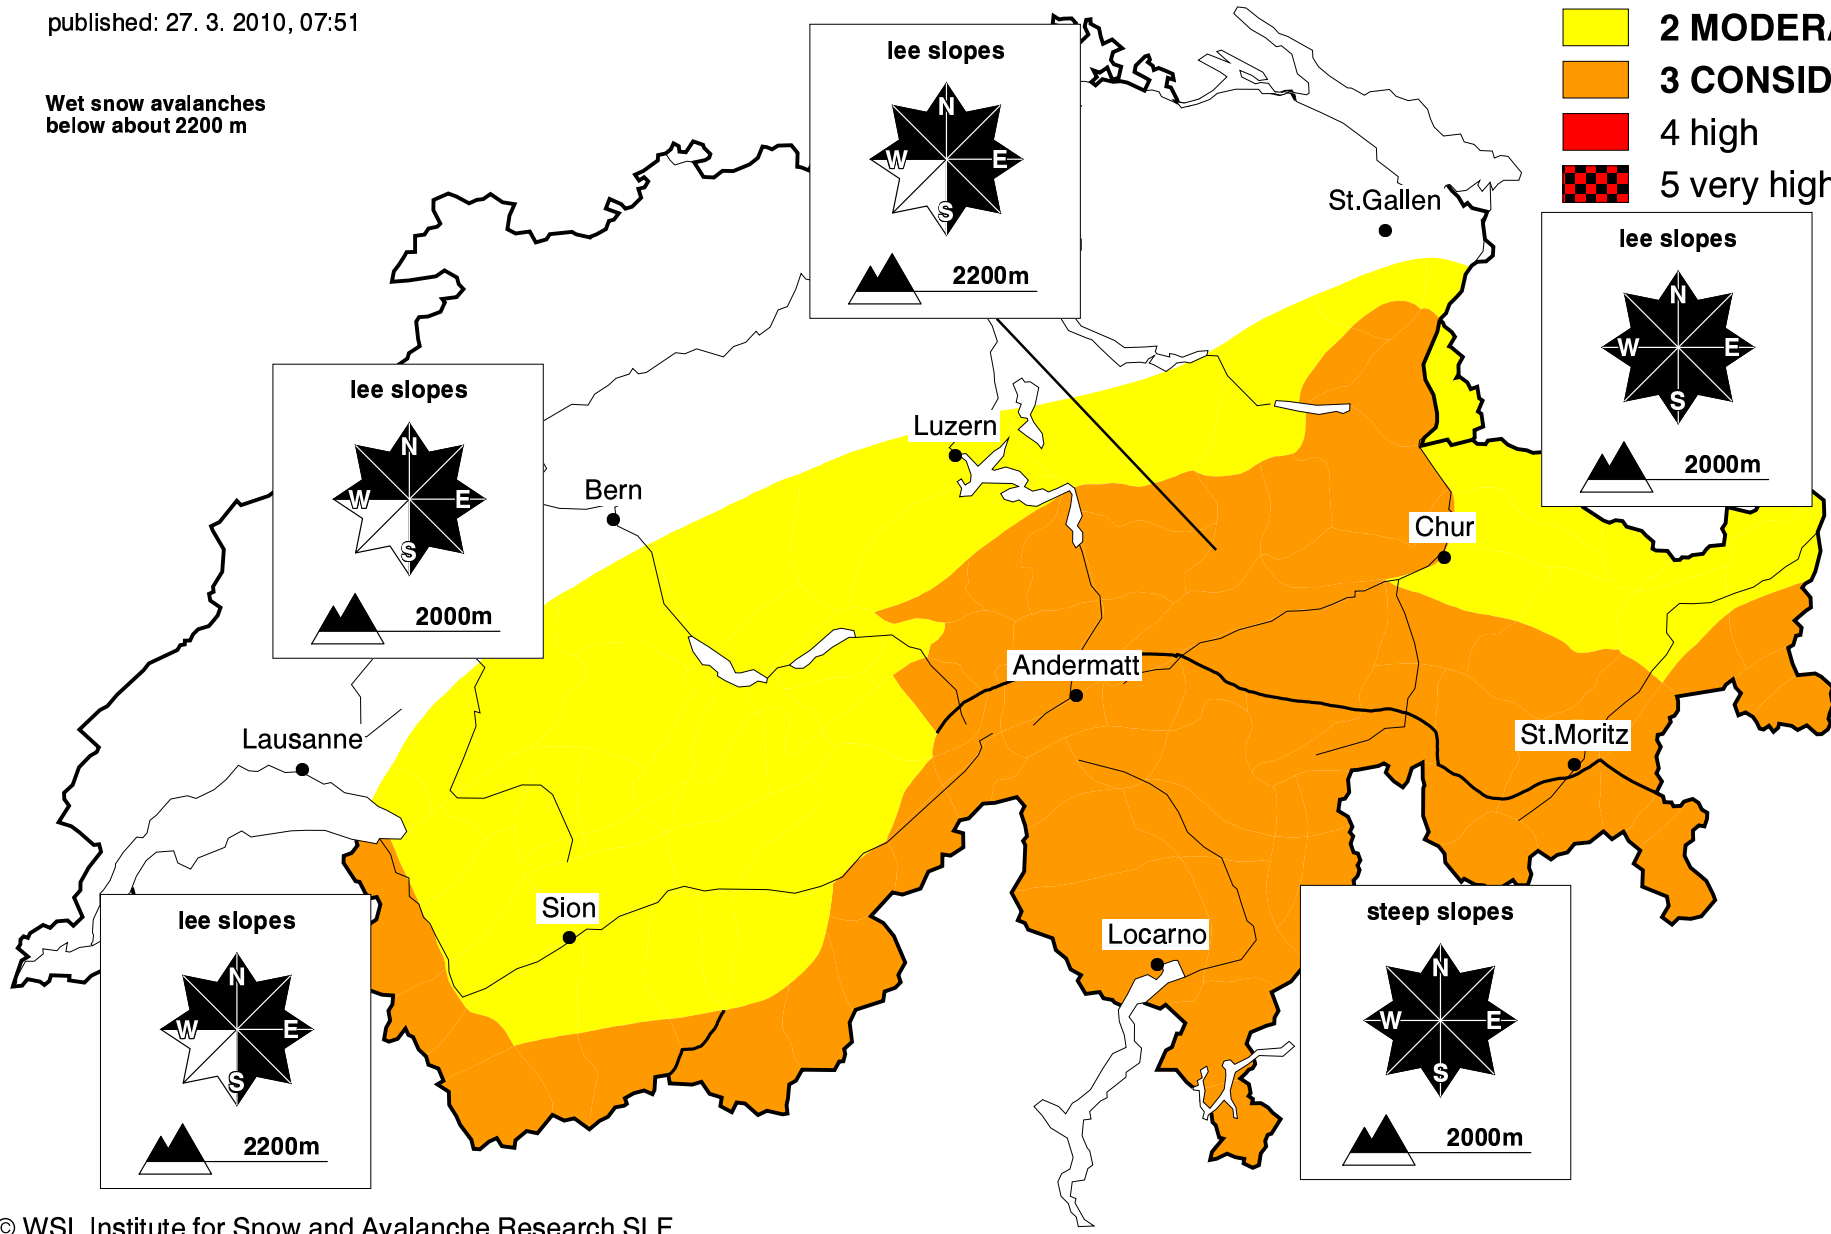 published: 27. 3. 2010, 07:51
Wet snow avalanches
below about 2200 m
2 MODERA
3 CONSID
4 high
5 very high
lee slopes
N
W E
S
2200m
St.Gallen
lee slopes
N
W E
S
2000m
lee slopes
N
W E
S
2000m
Luzern
Bern
Chur
Andermatt
Lausanne
St.Moritz
Sion
Locarno
lee slopes
N
W E
S
2200m
steep slopes
N
W E
S
2000m
© WSL Institute for Snow and Avalanche Research SLF